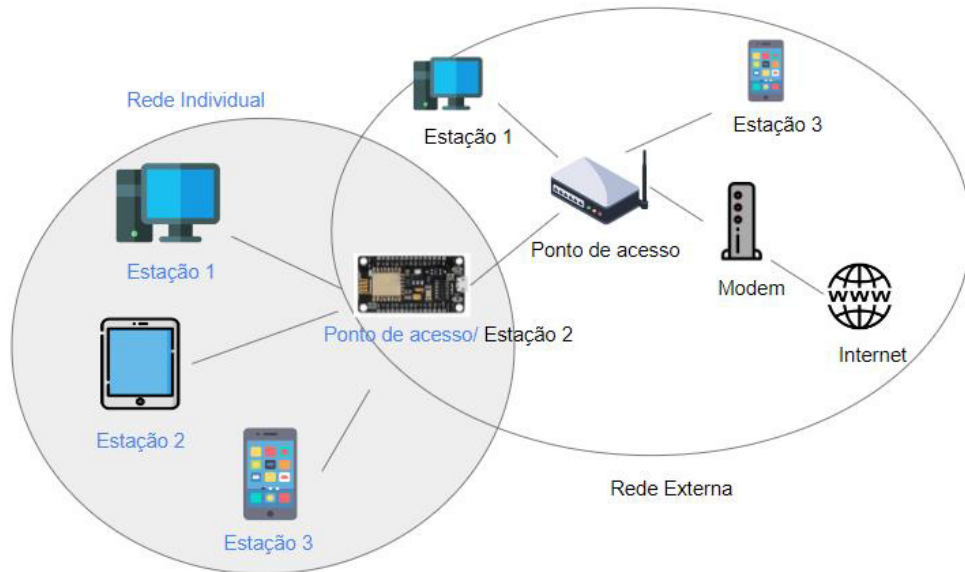 Rede Individual
Estação 1
Estação 3
Estação 1
Ponto de acesso
Modem
Ponto de acesso/ Estação 2
WWW
Internet
Estação 2
Rede Externa
Estação 3